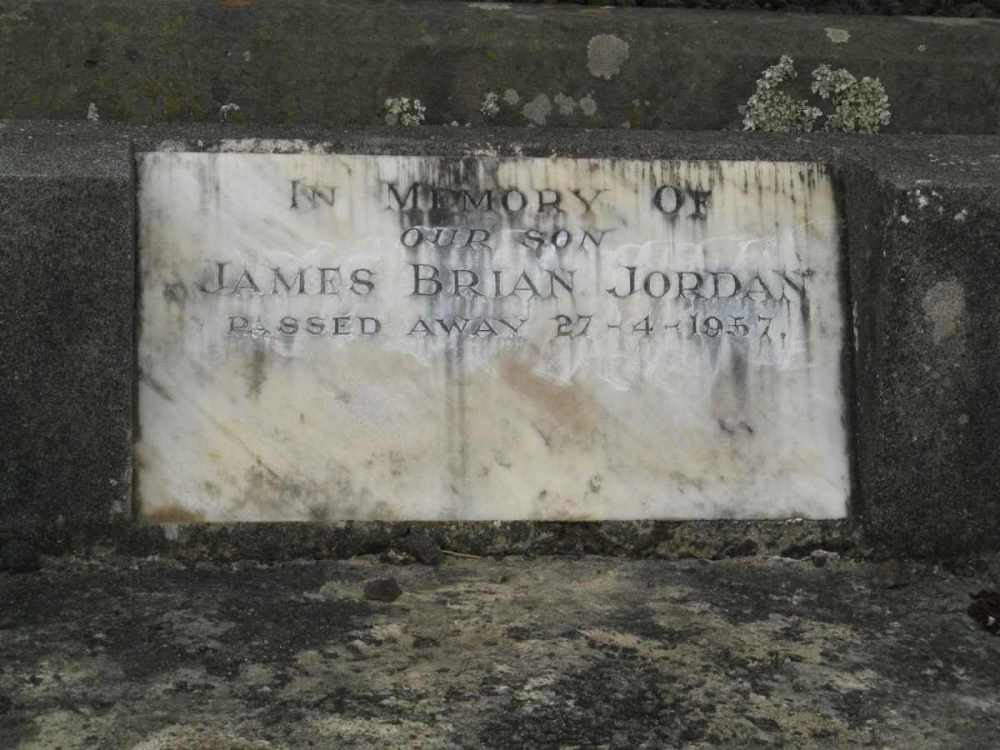 IN MEMORY OF
OUR SON
JAMES BRIAN JORDAN
PASSED AWAY 27-4-1957.